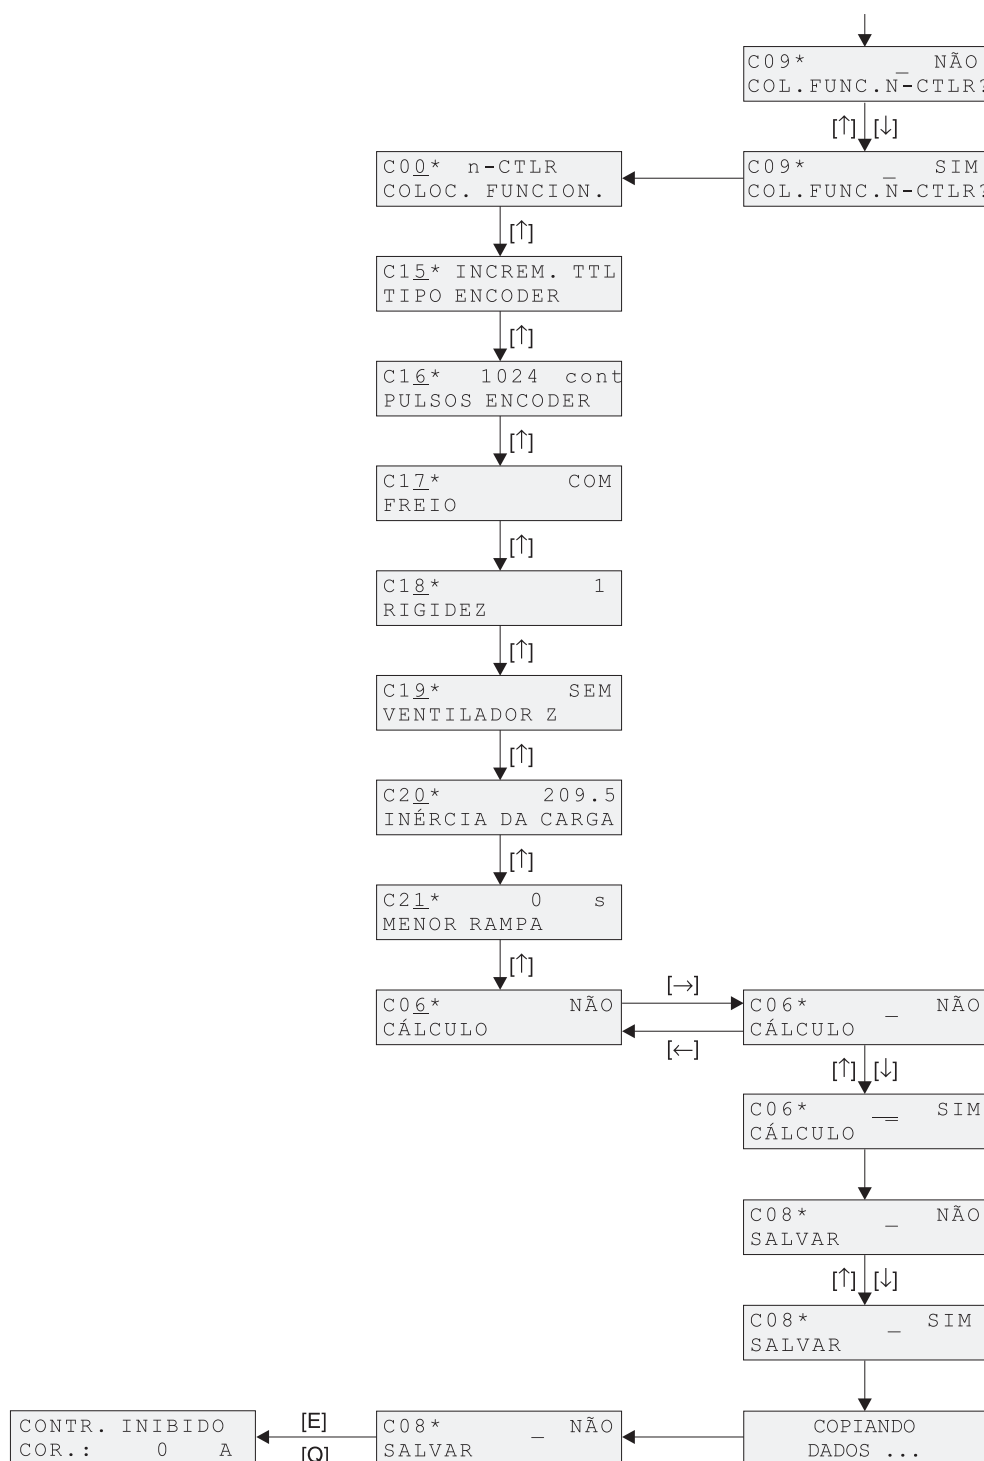 C09* _ NÃO
COL.FUNC.N-CTLR?
[↑] [↓]
C00* n-CTLR
COLOC. FUNCION.
C09* _ SIM
COL.FUNC.N-CTLR?
[↑]
C15* INCREM. TTL
TIPO ENCODER
[↑]
C16* 1024 cont
PULSOS ENCODER
[↑]
C17* COM
FREIO
[↑]
C18* 1
RIGIDEZ
[↑]
C19* SEM
VENTILADOR Z
[↑]
C20* 209.5
INÉRCIA DA CARGA
[↑]
C21* 0 s
MENOR RAMPA
[↑]
C06* NÃO
CÁLCULO
[→]
[←]
C06* _ NÃO
CÁLCULO
[↑] [↓]
C06* _ SIM
CÁLCULO
C08* _ NÃO
SALVAR
[↑] [↓]
C08* _ SIM
SALVAR
CONTR. INIBIDO
COR.: 0 A
[E]
[Q]
C08* _ NÃO
SALVAR
COPIANDO
DADOS ...